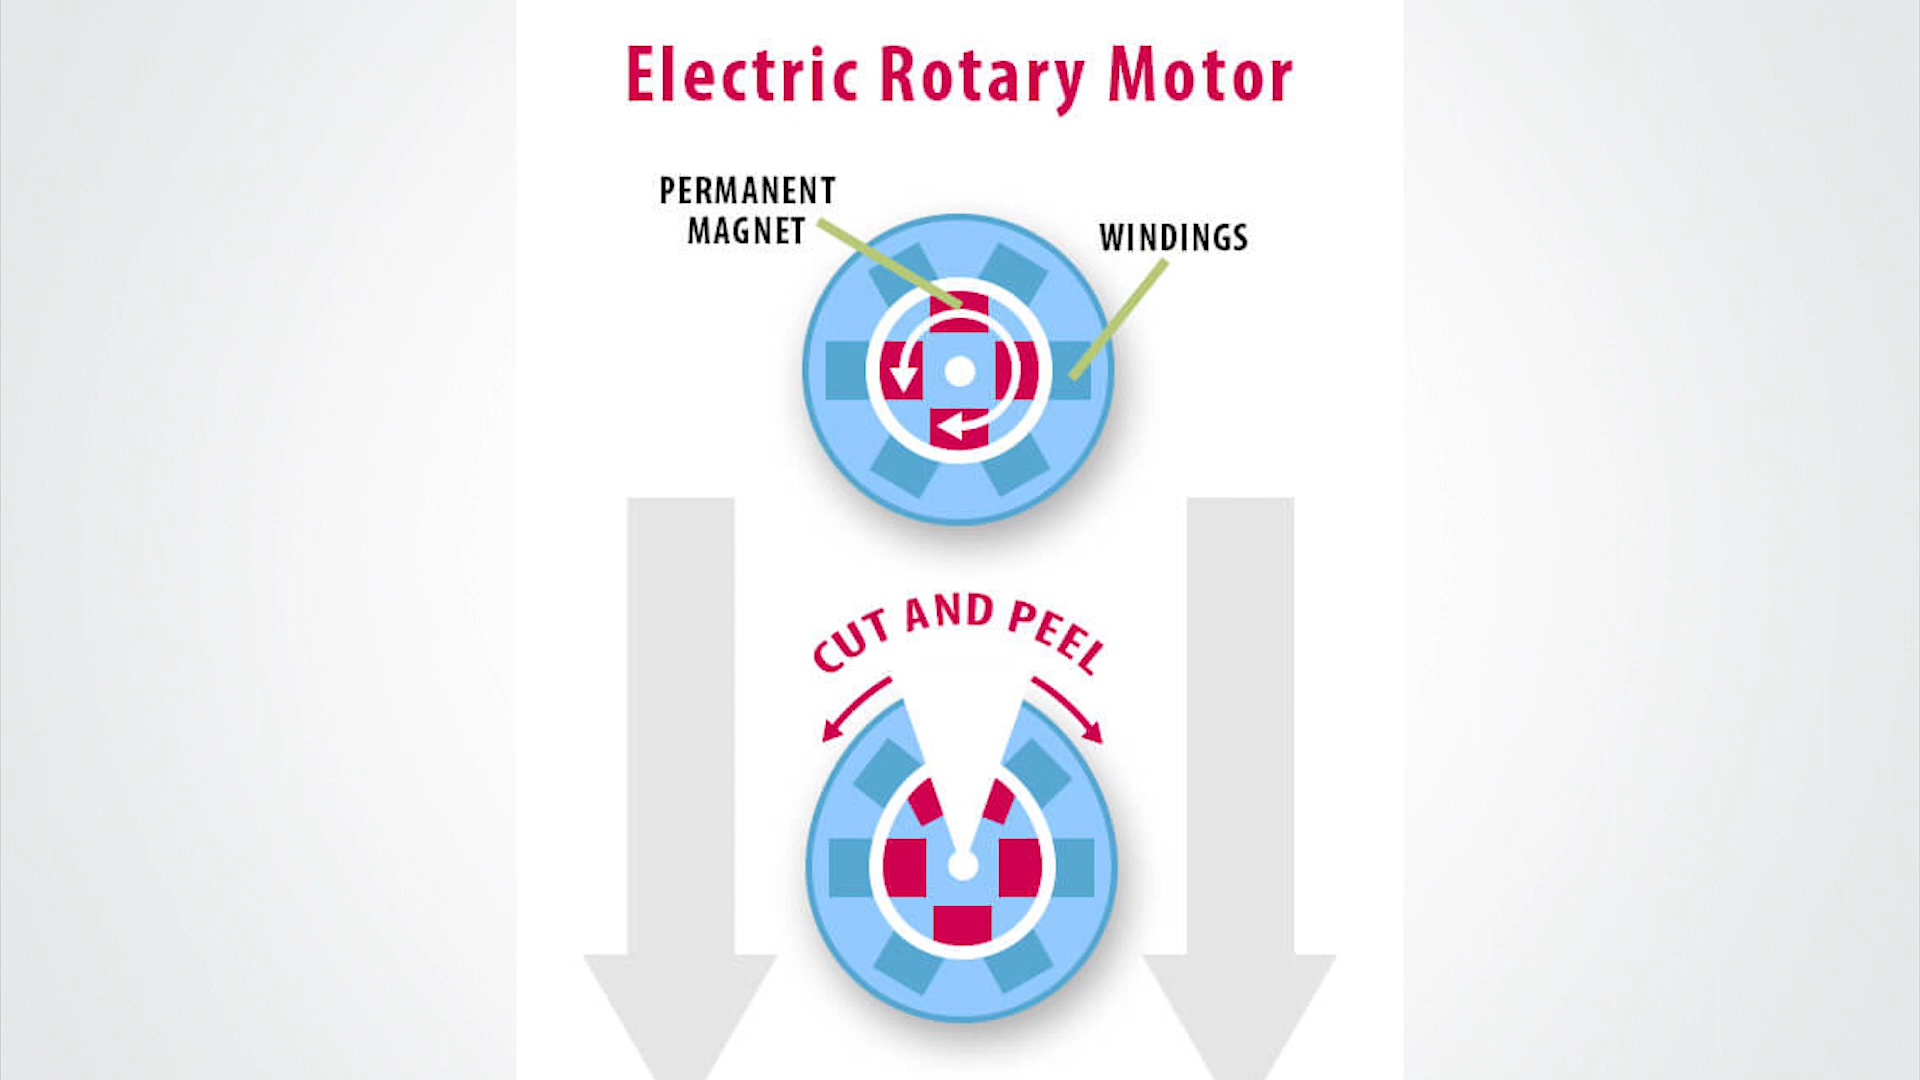 Electric Rotary Motor
PERMANENT
MAGNET
WINDINGS
CUT AND PEEL